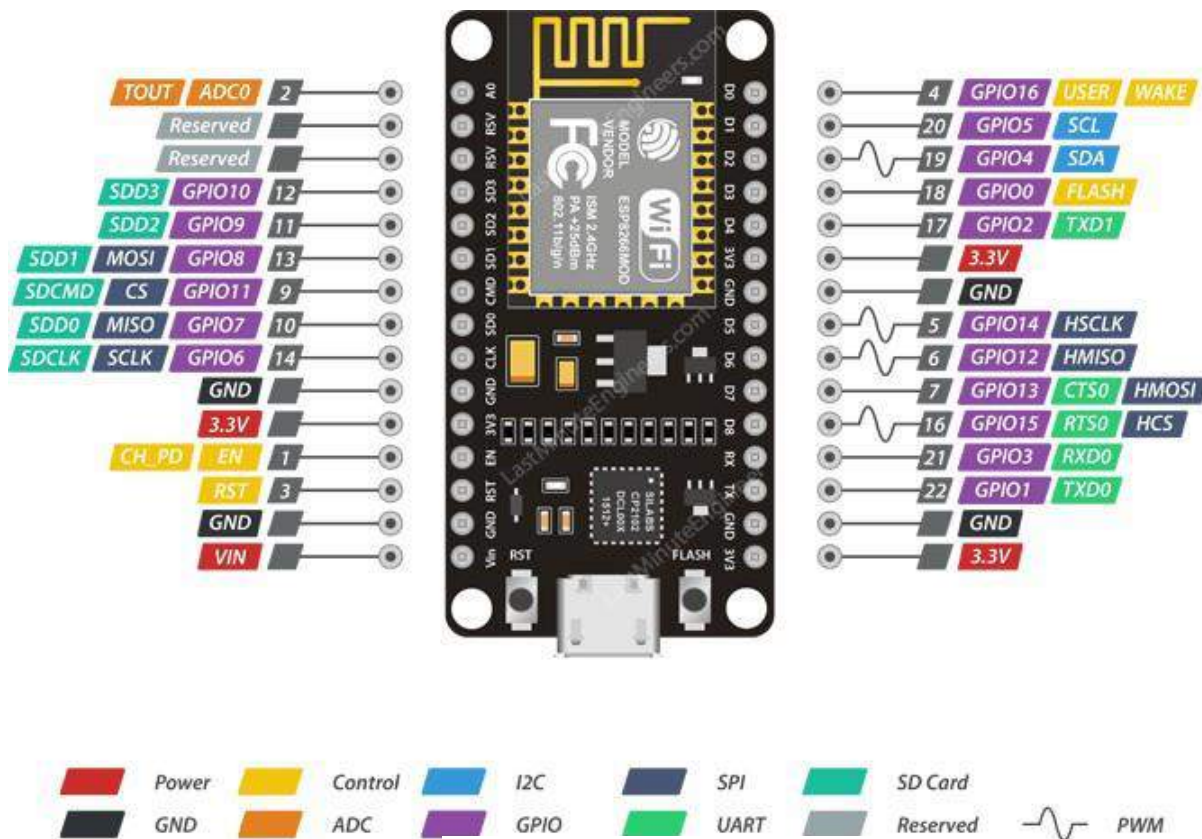 TOUT ADC0 2
Reserved
Reserved
SDD3 GPIO10 12
SDD2 GPIO9 11
SDD1 MOSI GPIO8 13
SDCMD CS GPIO11 9
SDD0 MISO GPIO7 10
SDCLK SCLK GPIO6 14
GND
3.3V
CH_PD EN 1
RST 3
GND
VIN
A0
RSV
RSV
SD3
SD2
SD1
CMD
SD0
CLK
GND
3V3
EN
RST
GND
Vin
MODEL
VENDOR
ESP8266MOD
FC
WiFi
ISM 2.4GHz
PA +25dBm
802.11b/g/n
SILABS
CP2102
DCL00X
1512+
RST
FLASH
LastMinuteEngineers.com
LastMinuteEngineers.com
D0
D1
D2
D3
D4
3V3
GND
D5
D6
D7
D8
RX
TX
GND
3V3
4 GPIO16 USER WAKE
20 GPIO5 SCL
19 GPIO4 SDA
18 GPIO0 FLASH
17 GPIO2 TXD1
3.3V
GND
5 GPIO14 HSCLK
6 GPIO12 HMISO
7 GPIO13 CTS0 HMOSI
16 GPIO15 RTS0 HCS
21 GPIO3 RXD0
22 GPIO1 TXD0
GND
3.3V
Power Control I2C SPI SD Card
GND ADC GPIO UART Reserved PWM